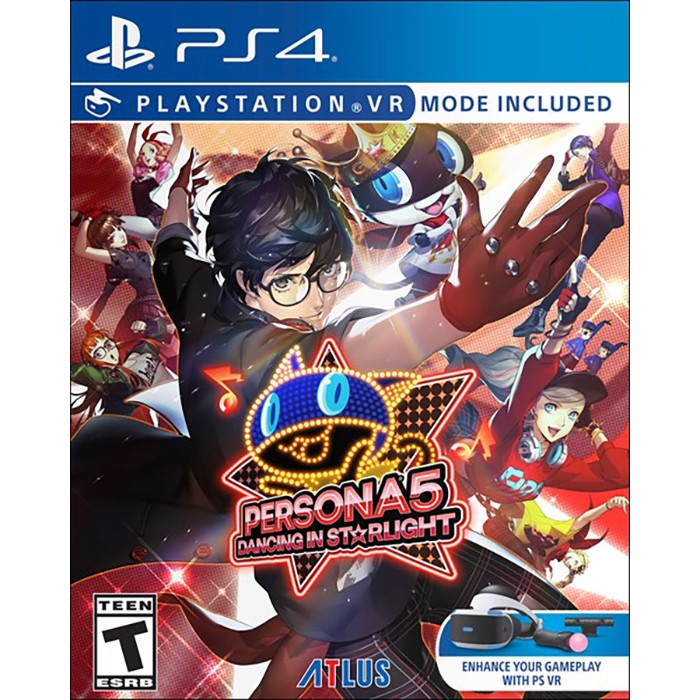 PS4
PLAYSTATION®VR MODE INCLUDED
PERSONA5
DANCING IN ST☆RLIGHT
TEEN
T
ESRB
ATLUS
ENHANCE YOUR GAMEPLAY
WITH PS VR